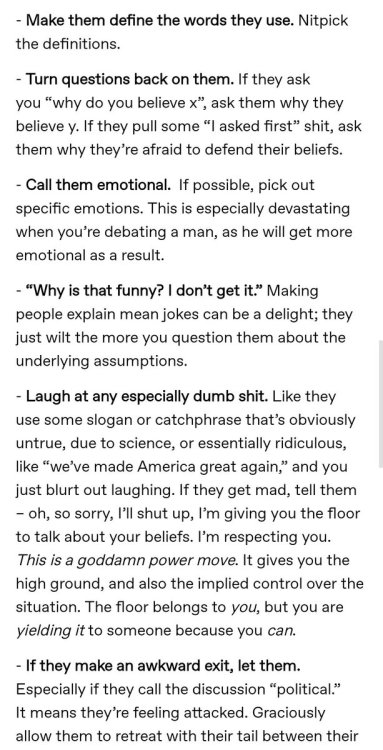 - Make them define the words they use. Nitpick
the definitions.
- Turn questions back on them. If they ask
you “why do you believe x”, ask them why they
believe y. If they pull some “I asked first” shit, ask
them why they’re afraid to defend their beliefs.
- Call them emotional.  If possible, pick out
specific emotions. This is especially devastating
when you’re debating a man, as he will get more
emotional as a result.
- “Why is that funny? I don’t get it.” Making
people explain mean jokes can be a delight; they
just wilt the more you question them about the
underlying assumptions.
- Laugh at any especially dumb shit. Like they
use some slogan or catchphrase that’s obviously
untrue, due to science, or essentially ridiculous,
like “we’ve made America great again,” and you
just blurt out laughing. If they get mad, tell them
– oh, so sorry, I’ll shut up, I’m giving you the floor
to talk about your beliefs. I’m respecting you.
This is a goddamn power move. It gives you the
high ground, and also the implied control over the
situation. The floor belongs to you, but you are
yielding it to someone because you can.
- If they make an awkward exit, let them.
Especially if they call the discussion “political.”
It means they’re feeling attacked. Graciously
allow them to retreat with their tail between their